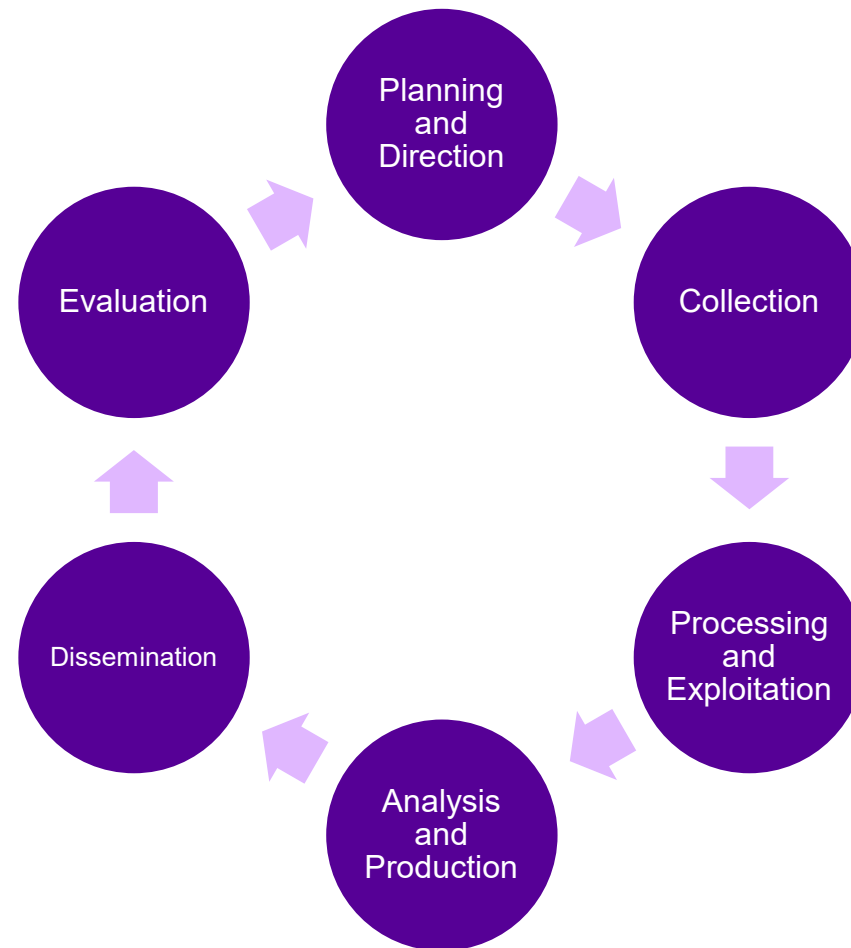 Planning
and
Direction
Collection
Processing
and
Exploitation
Analysis
and
Production
Dissemination
Evaluation